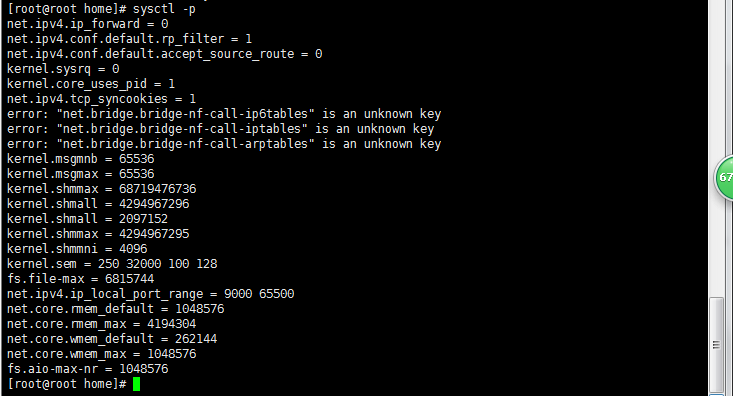 [root@root home]# sysctl -p
net.ipv4.ip_forward = 0
net.ipv4.conf.default.rp_filter = 1
net.ipv4.conf.default.accept_source_route = 0
kernel.sysrq = 0
kernel.core_uses_pid = 1
net.ipv4.tcp_syncookies = 1
error: "net.bridge.bridge-nf-call-ip6tables" is an unknown key
error: "net.bridge.bridge-nf-call-iptables" is an unknown key
error: "net.bridge.bridge-nf-call-arptables" is an unknown key
kernel.msgmnb = 65536
kernel.msgmax = 65536
kernel.shmmax = 68719476736
kernel.shmall = 4294967296
kernel.shmall = 2097152
kernel.shmmax = 4294967295
kernel.shmmni = 4096
kernel.sem = 250 32000 100 128
fs.file-max = 6815744
net.ipv4.ip_local_port_range = 9000 65500
net.core.rmem_default = 1048576
net.core.rmem_max = 4194304
net.core.wmem_default = 262144
net.core.wmem_max = 1048576
fs.aio-max-nr = 1048576
[root@root home]#
67